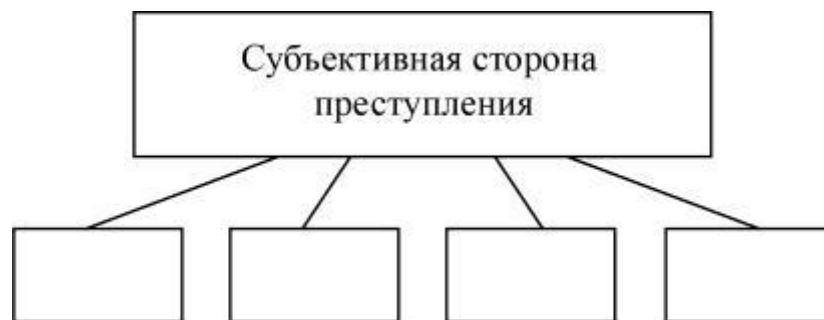 Субъективная сторона
преступления